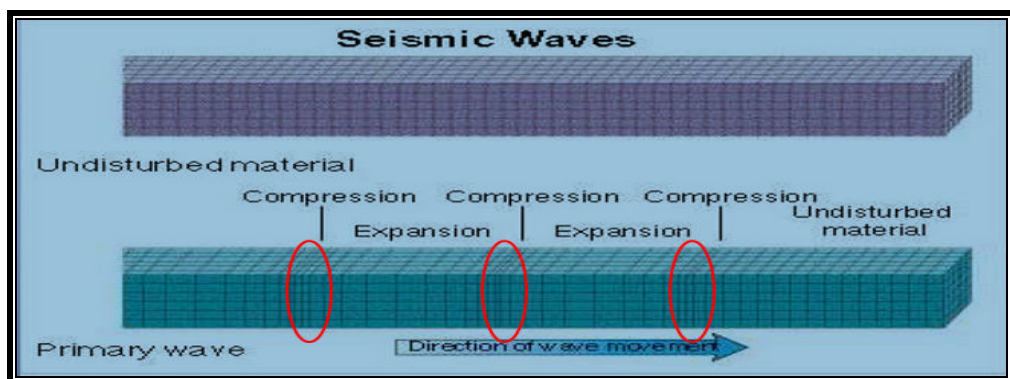 Seismic Waves
Undisturbed material
Compression Compression Compression
Undisturbed
material
Expansion Expansion
Primary wave
Direction of wave movement